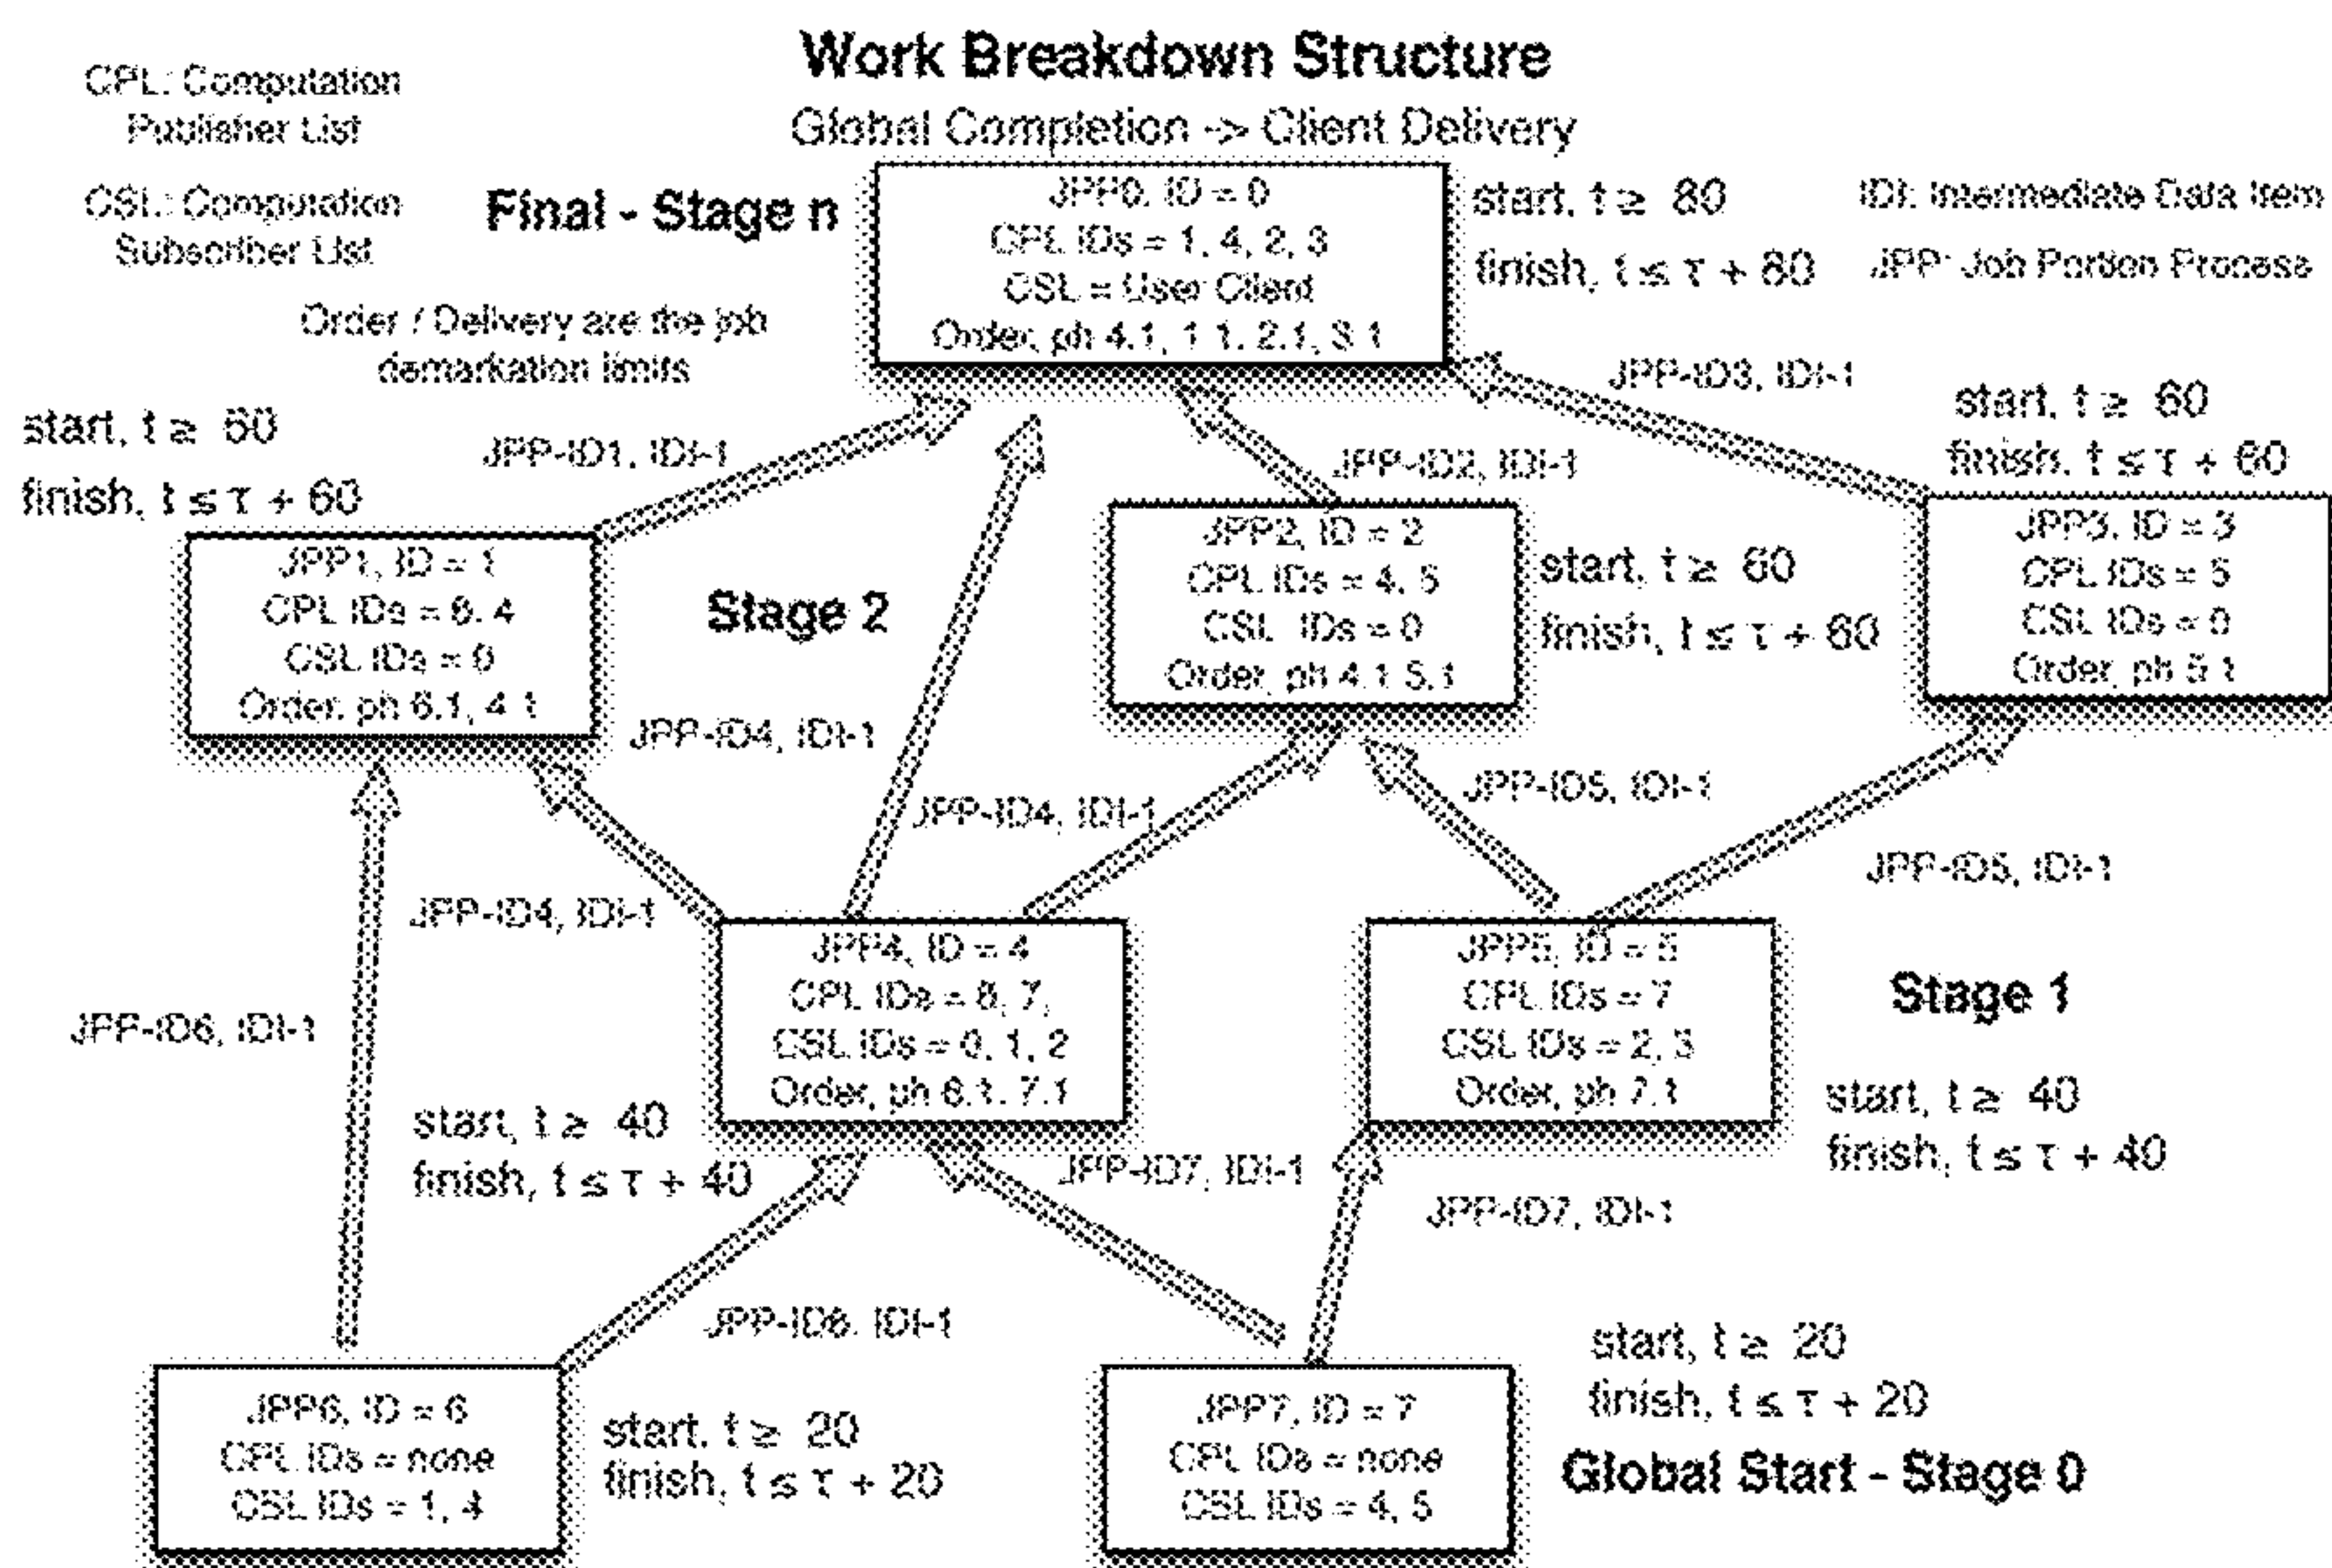 Work Breakdown Structure
Global Completion -> Client Delivery
CPL: Computation
Publisher List
CSL: Computation
Subscriber List
Order / Delivery are the job
demarkation limits
Final - Stage n
JPP0, ID = 0
CPL IDs = 1, 4, 2, 3
CSL = User Client
Order, ph 4.1, 1.1, 2.1, 3.1
start, t ≥ 80
finish, t ≤ τ + 80
IDI: Intermediate Data Item
JPP: Job Portion Process
start, t ≥ 60
finish, t ≤ τ + 60
JPP-ID1, IDI-1
JPP-ID2, IDI-1
JPP-ID3, IDI-1
start, t ≥ 60
finish, t ≤ τ + 60
JPP1, ID = 1
CPL IDs = 6, 4
CSL IDs = 0
Order, ph 6.1, 4.1
Stage 2
JPP2, ID = 2
CPL IDs = 4, 5
CSL IDs = 0
Order, ph 4.1 5.1
start, t ≥ 60
finish, t ≤ τ + 60
JPP3, ID = 3
CPL IDs = 5
CSL IDs = 0
Order, ph 5.1
JPP-ID4, IDI-1
JPP-ID4, IDI-1
JPP-ID5, IDI-1
JPP-ID4, IDI-1
JPP-ID5, IDI-1
JPP-ID6, IDI-1
JPP4, ID = 4
CPL IDs = 6, 7,
CSL IDs = 0, 1, 2
Order, ph 6.1, 7.1
JPP5, ID = 5
CPL IDs = 7
CSL IDs = 2, 3
Order, ph 7.1
Stage 1
start, t ≥ 40
finish, t ≤ τ + 40
start, t ≥ 40
finish, t ≤ τ + 40
JPP-ID7, IDI-1
JPP-ID7, IDI-1
JPP-ID6, IDI-1
JPP6, ID = 6
CPL IDs = none
CSL IDs = 1, 4
start, t ≥ 20
finish, t ≤ τ + 20
JPP7, ID = 7
CPL IDs = none
CSL IDs = 4, 5
start, t ≥ 20
finish, t ≤ τ + 20
Global Start - Stage 0